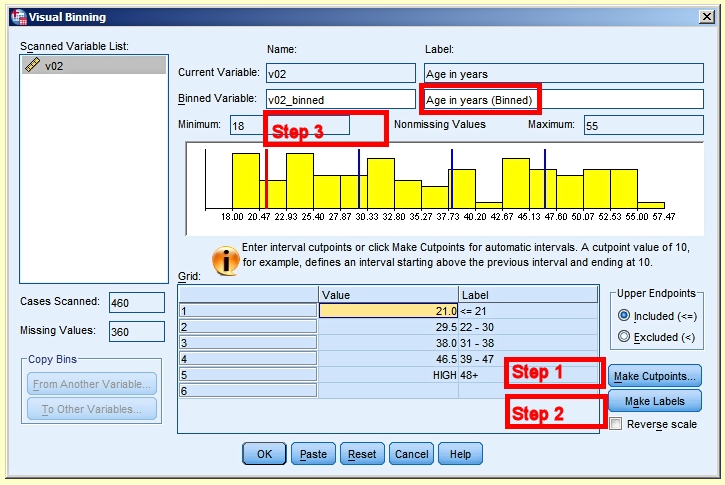 Visual Binning
Scanned Variable List:
v02
Name:
Label:
Current Variable:
v02
Age in years
Binned Variable:
v02_binned
Age in years (Binned)
Minimum:
18
Step 3
Nonmissing Values
Maximum:
55
18.00 20.47 22.93 25.40 27.87 30.33 32.80 35.27 37.73 40.20 42.67 45.13 47.60 50.07 52.53 55.00 57.47
Enter interval cutpoints or click Make Cutpoints for automatic intervals. A cutpoint value of 10,
for example, defines an interval starting above the previous interval and ending at 10.
Grid:
Value
Label
1
21.0
<= 21
2
29.5
22 - 30
3
38.0
31 - 38
4
46.5
39 - 47
5
HIGH
48+
6
Step 1
Step 2
Cases Scanned:
460
Missing Values:
360
Copy Bins
From Another Variable...
To Other Variables...
Upper Endpoints
Included (<=)
Excluded (<)
Make Cutpoints...
Make Labels
Reverse scale
OK
Paste
Reset
Cancel
Help